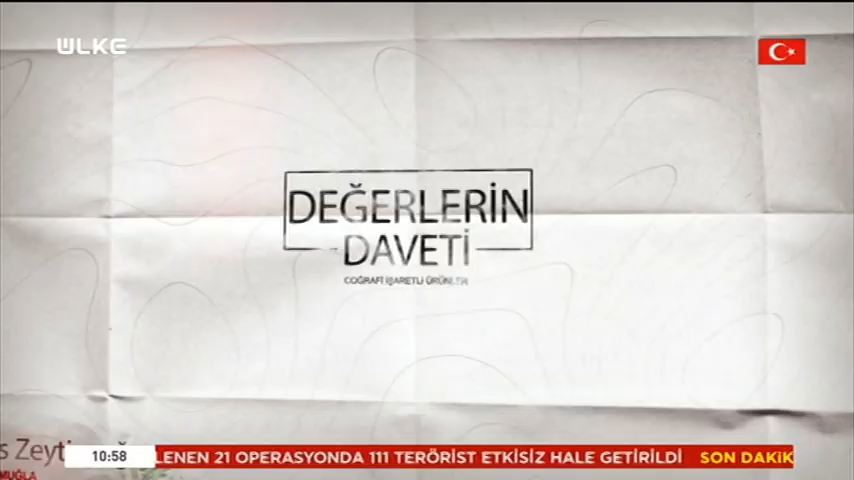 ÜLKE
DEĞERLERİN
DAVETİ
COĞRAFİ İŞARETLİ ÜRÜNLER
MUĞLA
10:58
LENEN 21 OPERASYONDA 111 TERÖRİST ETKİSİZ HALE GETİRİLDİ SON DAKİK